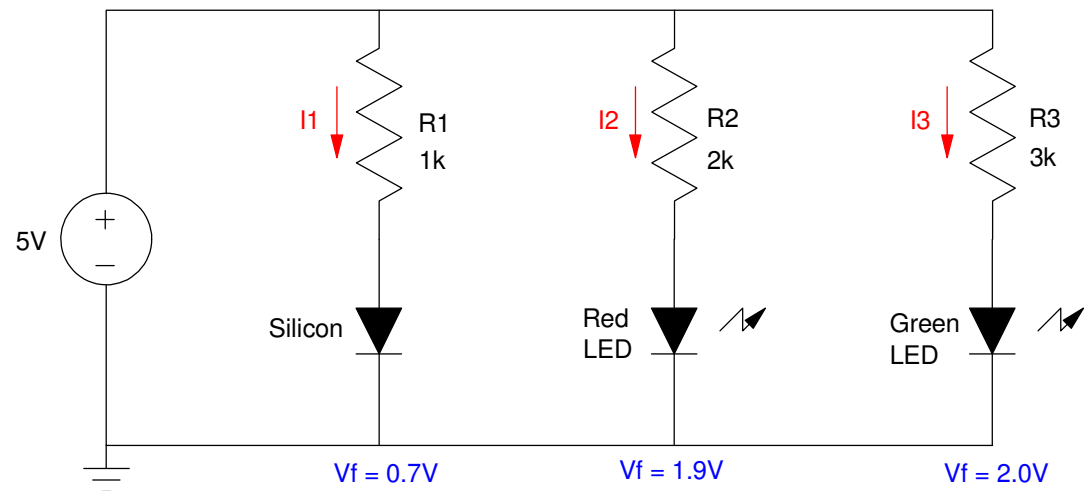 I1
R1
1k
I2
R2
2k
I3
R3
3k
5V
+
−
Silicon
Red
LED
Green
LED
Vf = 0.7V
Vf = 1.9V
Vf = 2.0V